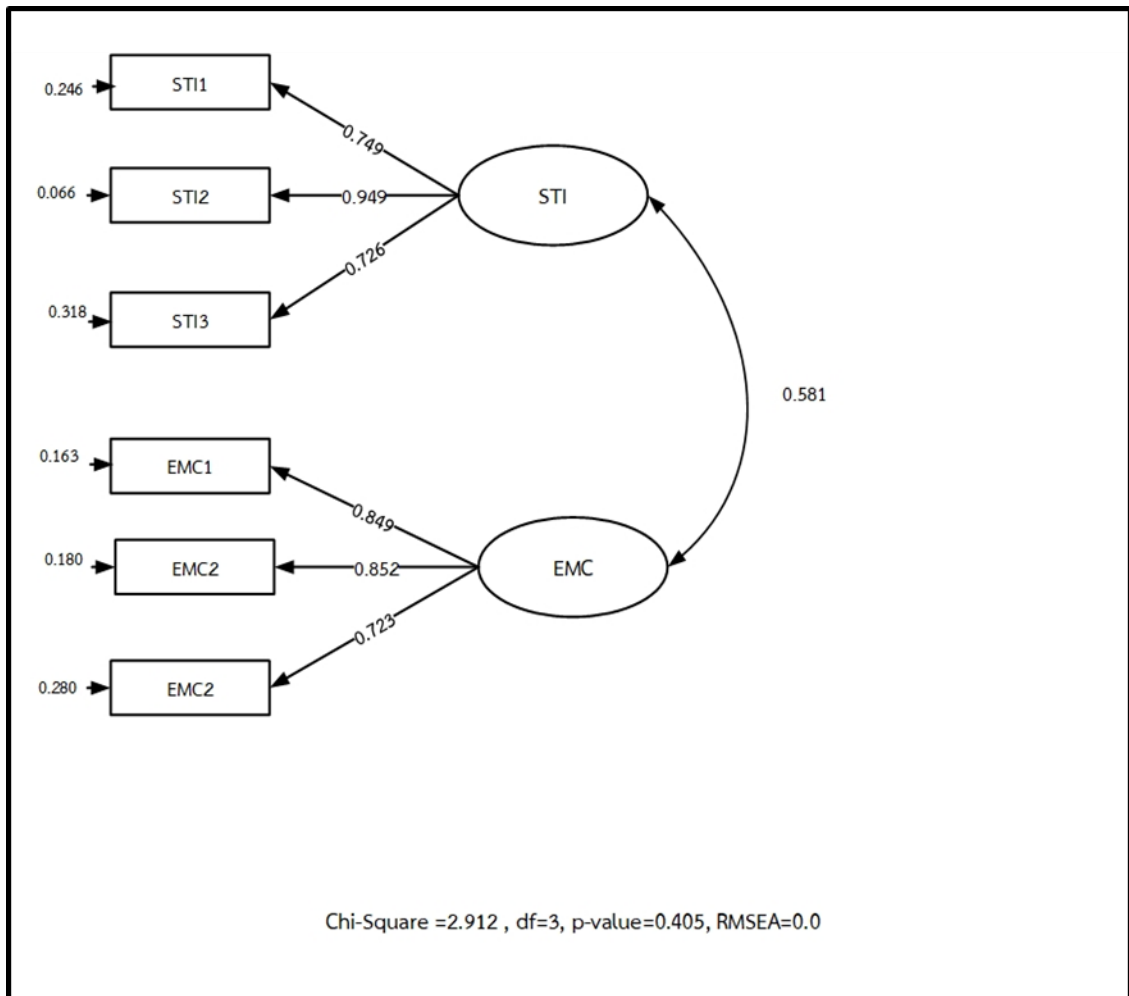 0.246
STI1
0.749
0.066
STI2
0.949
STI
0.726
0.318
STI3
0.581
0.163
EMC1
0.849
0.180
EMC2
0.852
EMC
0.723
0.280
EMC2
Chi-Square =2.912 , df=3, p-value=0.405, RMSEA=0.0